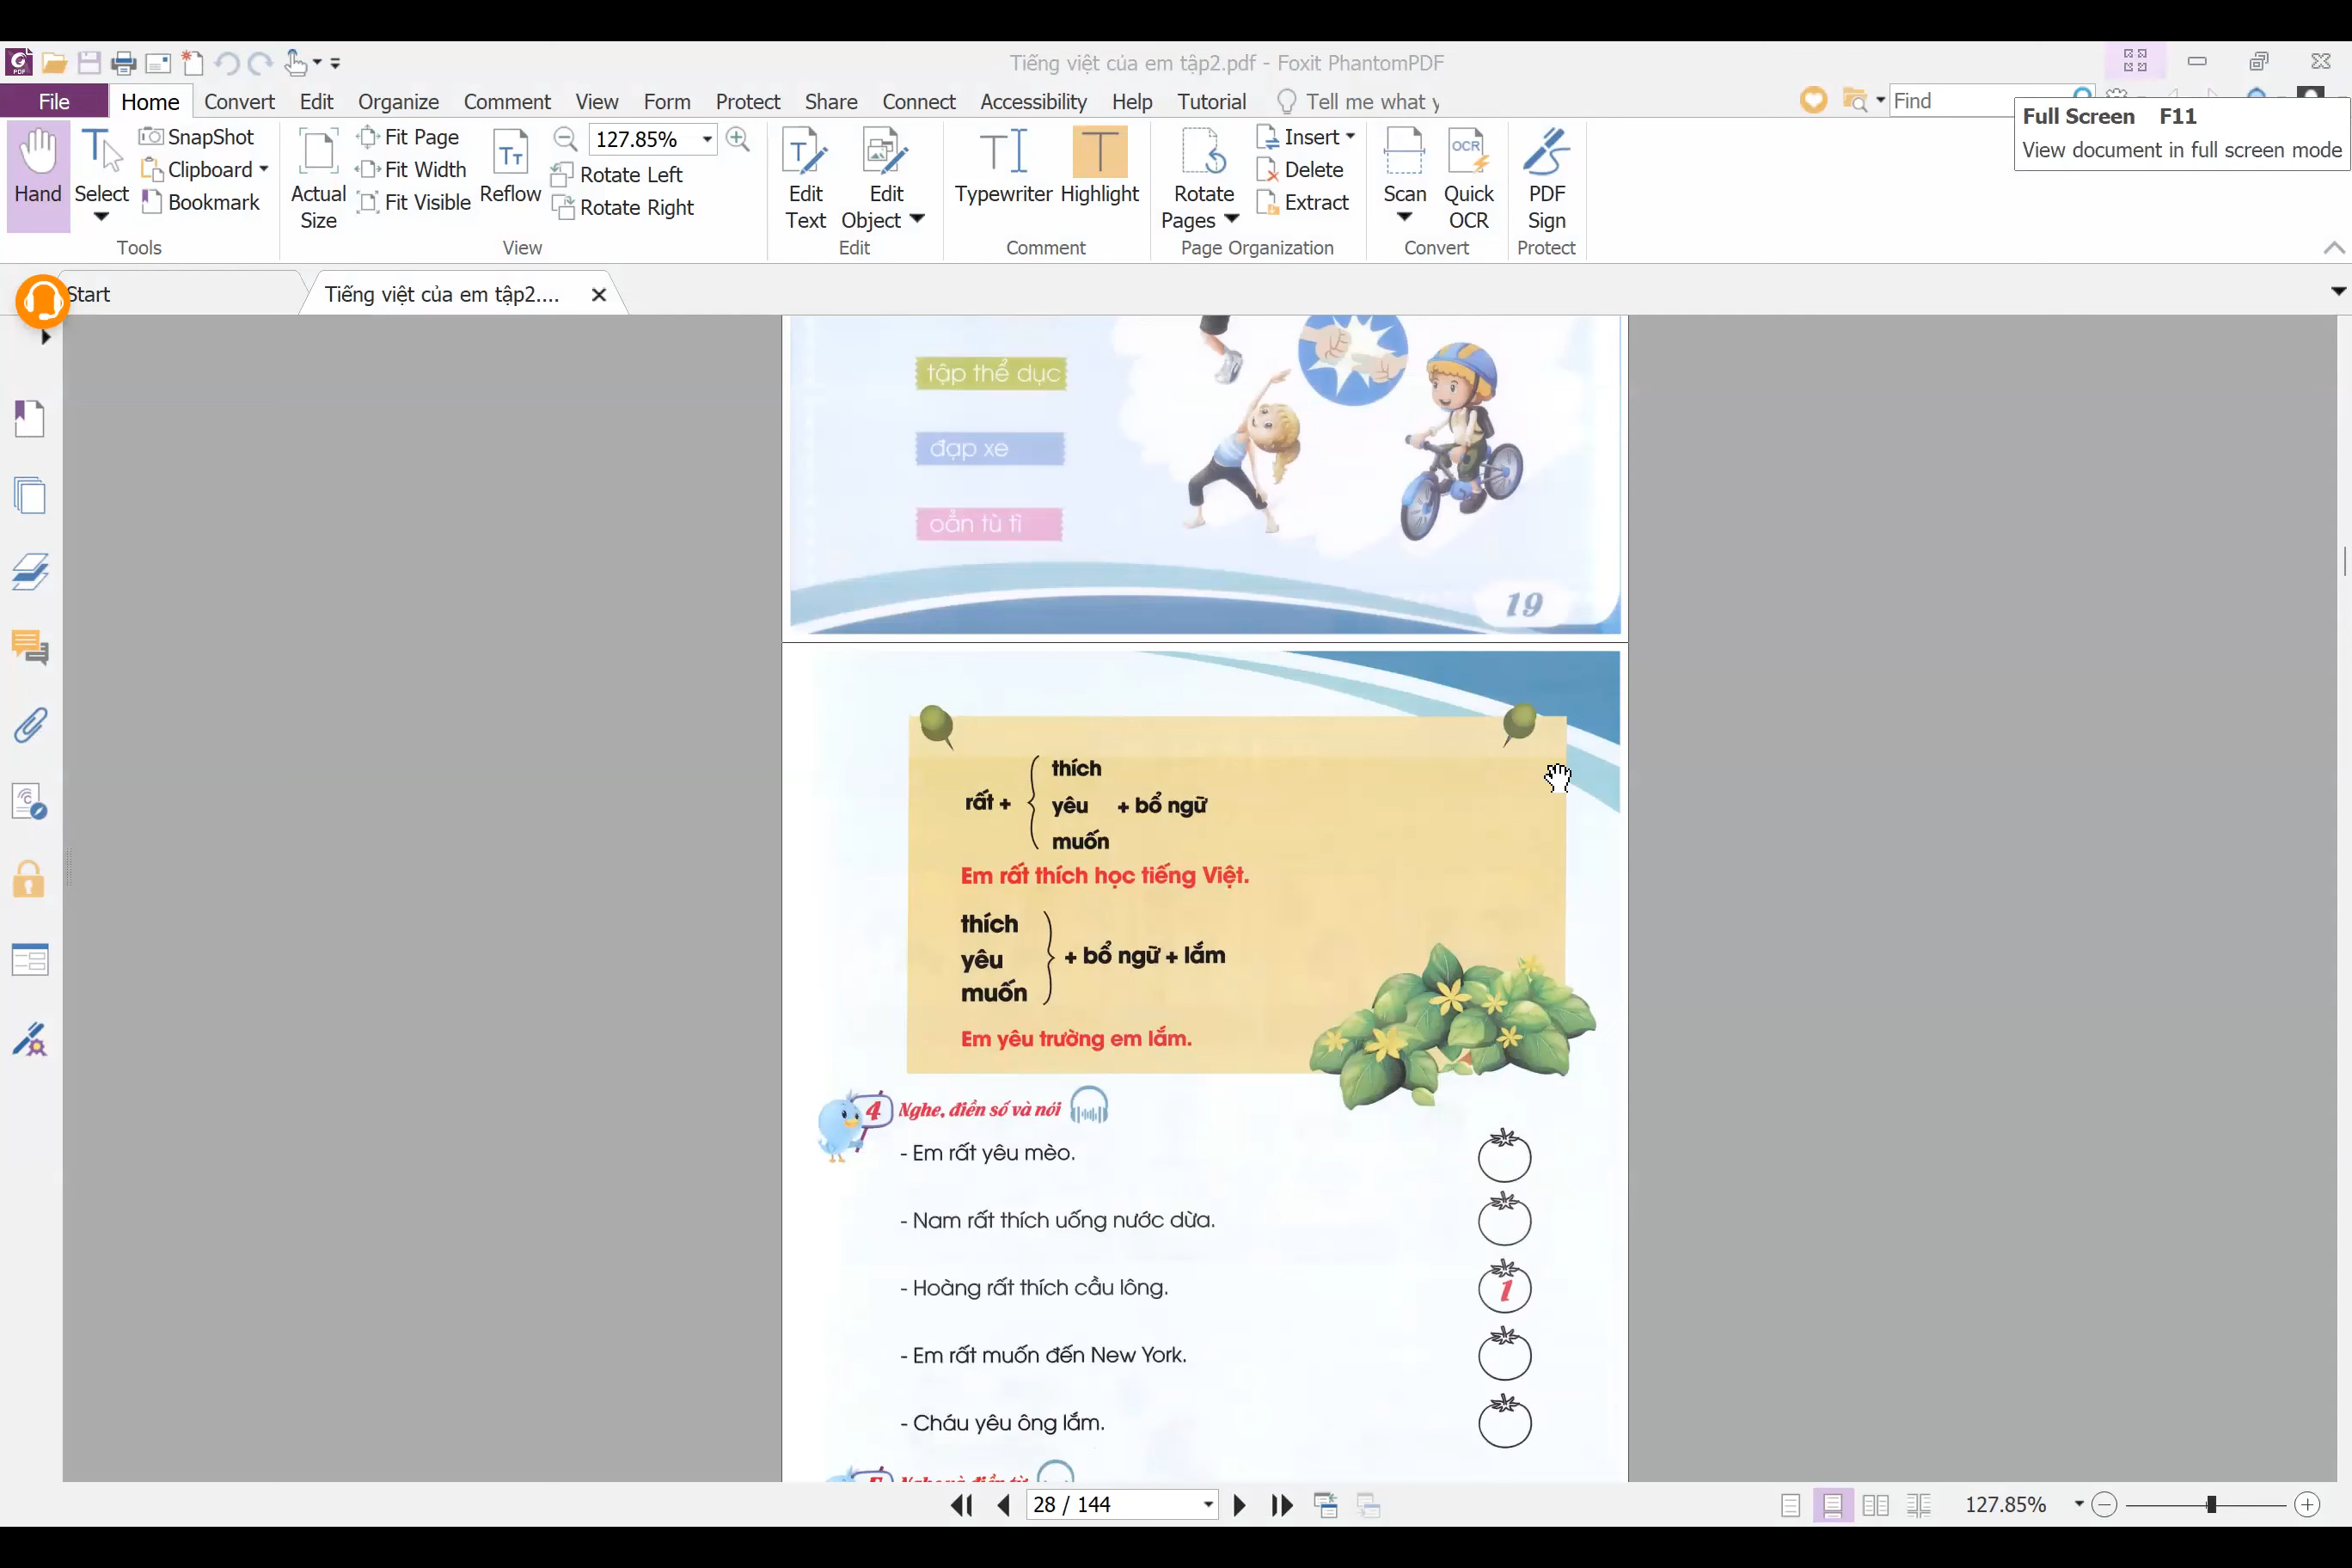 Tiếng việt của em tập2.pdf - Foxit PhantomPDF
File Home Convert Edit Organize Comment View Form Protect Share Connect Accessibility Help Tutorial Tell me what y Find
Full Screen F11
View document in full screen mode
Hand
Select
SnapShot
Clipboard
Bookmark
Tools
Actual Size
Fit Page
Fit Width
Fit Visible
Reflow
127.85%
Rotate Left
Rotate Right
View
Edit Text
Edit Object
Edit
Typewriter
Highlight
Comment
Rotate Pages
Insert
Delete
Extract
Page Organization
Scan
Quick OCR
Convert
PDF Sign
Protect
Start
Tiếng việt của em tập2....
tập thể dục
đạp xe
oẳn tù tì
19
thích
rất + yêu + bổ ngữ
muốn
Em rất thích học tiếng Việt.
thích
yêu + bổ ngữ + lắm
muốn
Em yêu trường em lắm.
4 Nghe, điền số và nói
- Em rất yêu mèo.
- Nam rất thích uống nước dừa.
- Hoàng rất thích cầu lông. 1
- Em rất muốn đến New York.
- Cháu yêu ông lắm.
28 / 144
127.85%